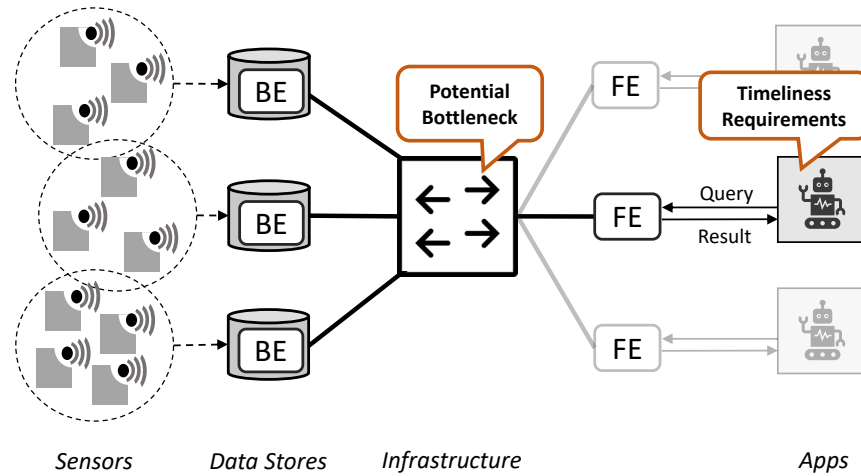 BE
BE
BE
Potential
Bottleneck
FE
FE
FE
Timeliness
Requirements
Query
Result
Sensors
Data Stores
Infrastructure
Apps